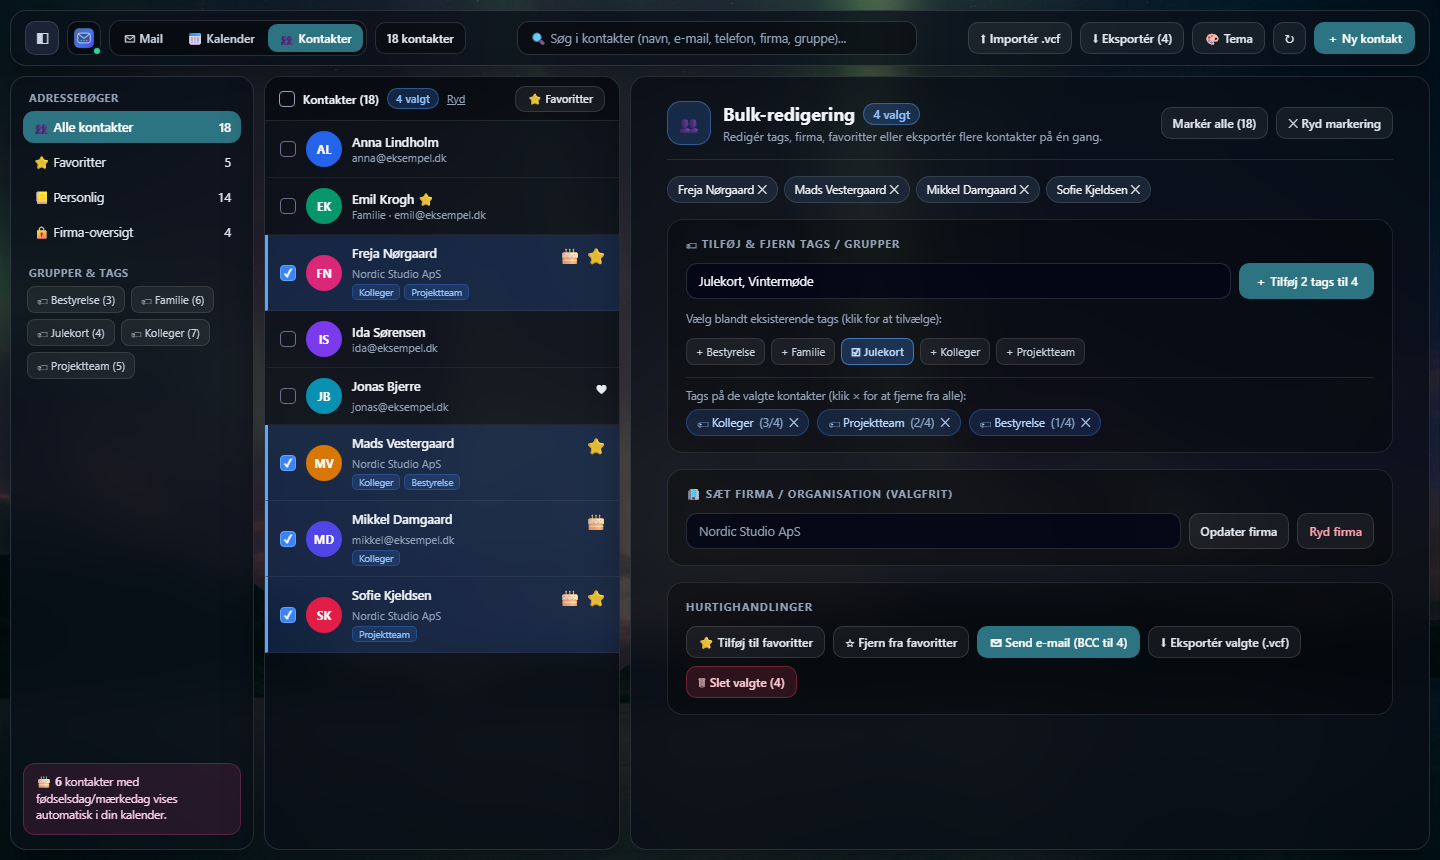 Mail
Kalender
Kontakter
18 kontakter
Søg i kontakter (navn, e-mail, telefon, firma, gruppe)...
Importér .vcf
Eksportér (4)
Tema
+ Ny kontakt
ADRESSEBØGER
Alle kontakter 18
Favoritter 5
Personlig 14
Firma-oversigt 4
GRUPPER & TAGS
Bestyrelse (3)
Familie (6)
Julekort (4)
Kolleger (7)
Projektteam (5)
6 kontakter med
fødselsdag/mærkedag vises
automatisk i din kalender.
Kontakter (18)
4 valgt
Ryd
Favoritter
AL
Anna Lindholm
anna@eksempel.dk
EK
Emil Krogh
Familie · emil@eksempel.dk
FN
Freja Nørgaard
Nordic Studio ApS
Kolleger
Projektteam
IS
Ida Sørensen
ida@eksempel.dk
JB
Jonas Bjerre
jonas@eksempel.dk
MV
Mads Vestergaard
Nordic Studio ApS
Kolleger
Bestyrelse
MD
Mikkel Damgaard
mikkel@eksempel.dk
Kolleger
SK
Sofie Kjeldsen
Nordic Studio ApS
Projektteam
Bulk-redigering
4 valgt
Redigér tags, firma, favoritter eller eksportér flere kontakter på én gang.
Markér alle (18)
Ryd markering
Freja Nørgaard
Mads Vestergaard
Mikkel Damgaard
Sofie Kjeldsen
TILFØJ & FJERN TAGS / GRUPPER
Julekort, Vintermøde
+ Tilføj 2 tags til 4
Vælg blandt eksisterende tags (klik for at tilvælge):
+ Bestyrelse
+ Familie
Julekort
+ Kolleger
+ Projektteam
Tags på de valgte kontakter (klik × for at fjerne fra alle):
Kolleger (3/4)
Projektteam (2/4)
Bestyrelse (1/4)
SÆT FIRMA / ORGANISATION (VALGFRIT)
Nordic Studio ApS
Opdater firma
Ryd firma
HURTIGHANDLINGER
Tilføj til favoritter
Fjern fra favoritter
Send e-mail (BCC til 4)
Eksportér valgte (.vcf)
Slet valgte (4)